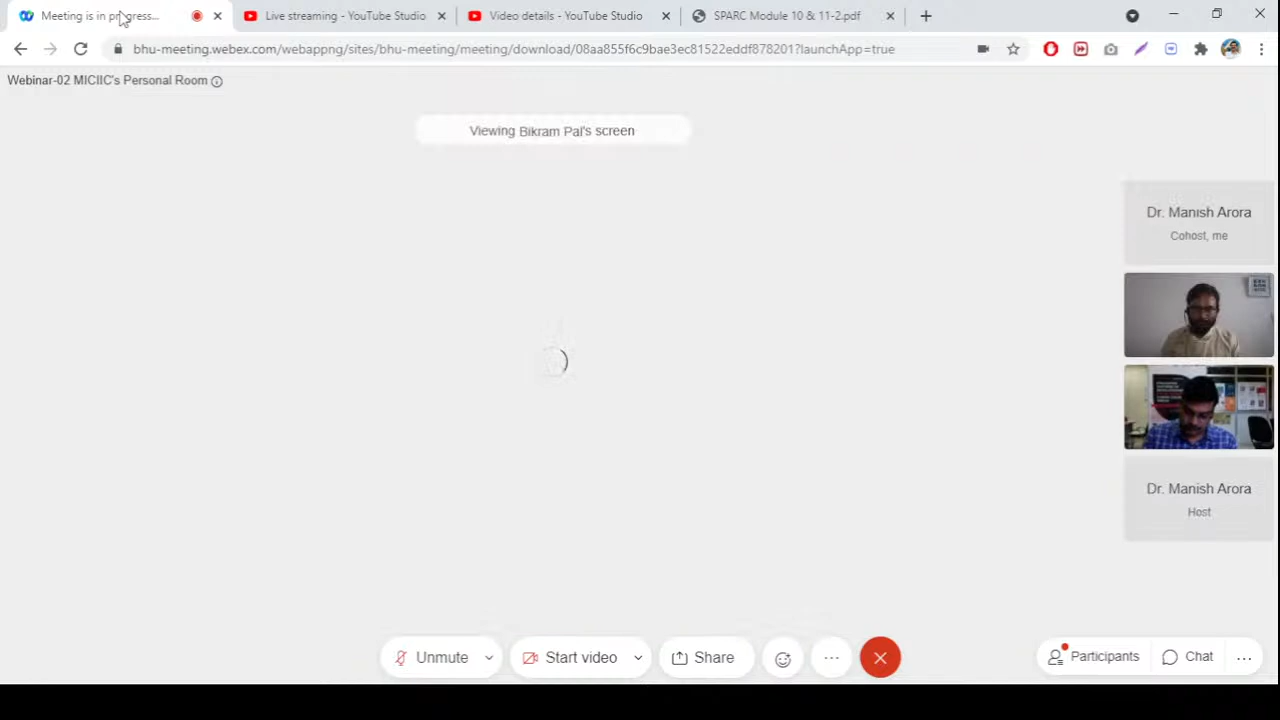 Meeting is in progress...
Live streaming - YouTube Studio
Video details - YouTube Studio
SPARC Module 10 & 11-2.pdf
bhu-meeting.webex.com/webappng/sites/bhu-meeting/meeting/download/08aa855f6c9bae3ec81522eddf878201?launchApp=true
Webinar-02 MICIIC's Personal Room
Viewing Bikram Pal's screen
Dr. Manish Arora
Cohost, me
Dr. Manish Arora
Host
Unmute
Start video
Share
Participants
Chat